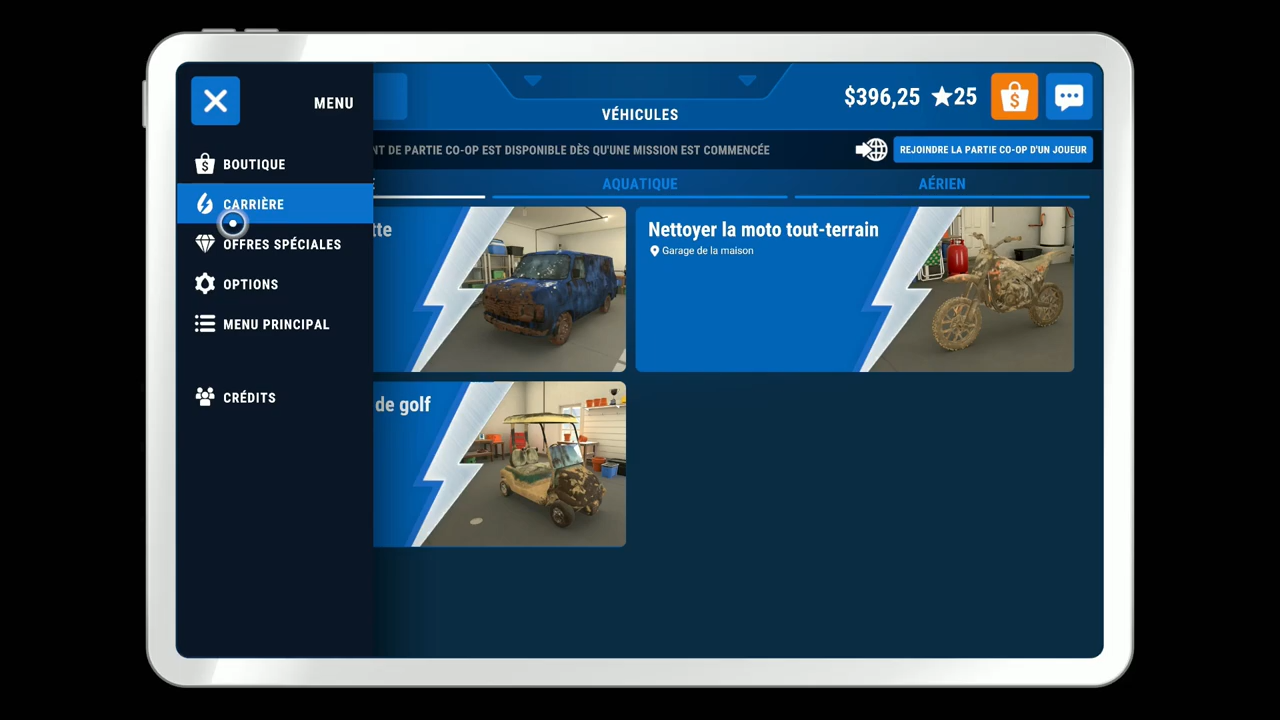 MENU
BOUTIQUE
CARRIÈRE
OFFRES SPÉCIALES
OPTIONS
MENU PRINCIPAL
CRÉDITS
VÉHICULES
$396,25
25
NT DE PARTIE CO-OP EST DISPONIBLE DÈS QU'UNE MISSION EST COMMENCÉE
REJOINDRE LA PARTIE CO-OP D'UN JOUEUR
AQUATIQUE
AÉRIEN
tte
Nettoyer la moto tout-terrain
Garage de la maison
de golf